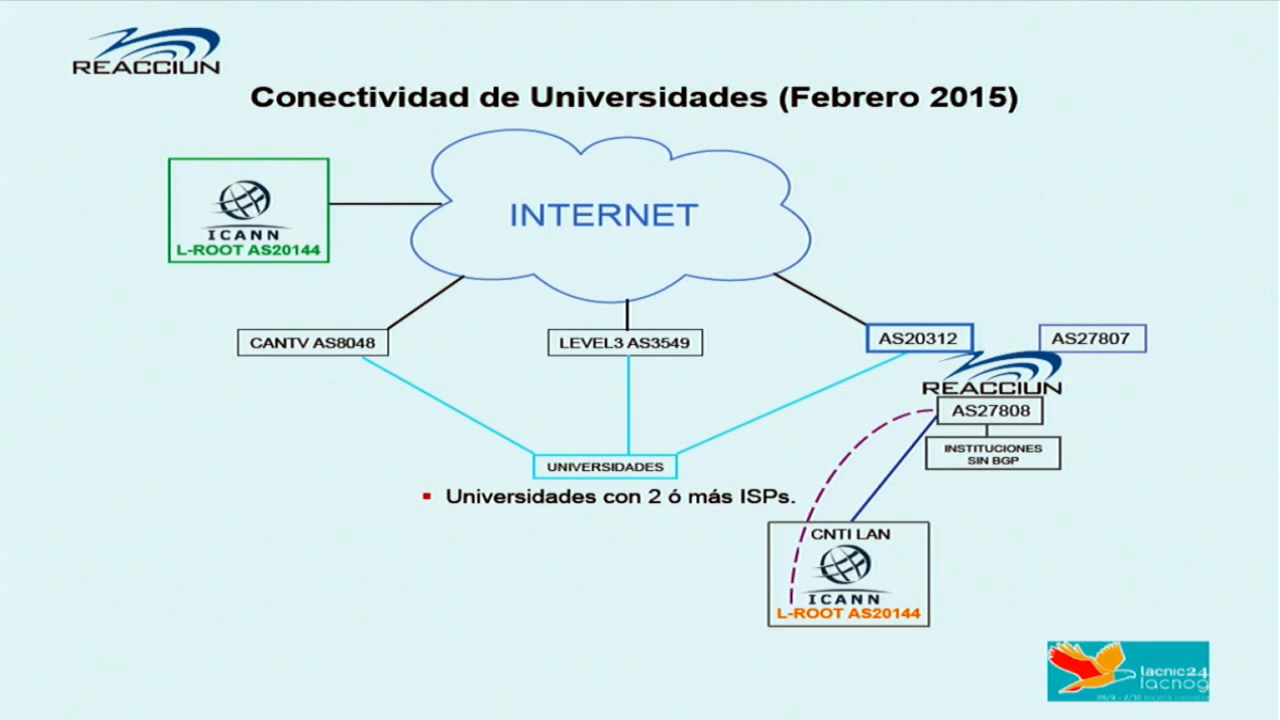 REACCIUN
Conectividad de Universidades (Febrero 2015)
INTERNET
ICANN
L-ROOT AS20144
CANTV AS8048
LEVEL3 AS3549
AS20312
AS27807
REACCIUN
AS27808
INSTITUCIONES
SIN BGP
UNIVERSIDADES
▪ Universidades con 2 ó más ISPs.
CNTI LAN
ICANN
L-ROOT AS20144
lacnic24
lacnog